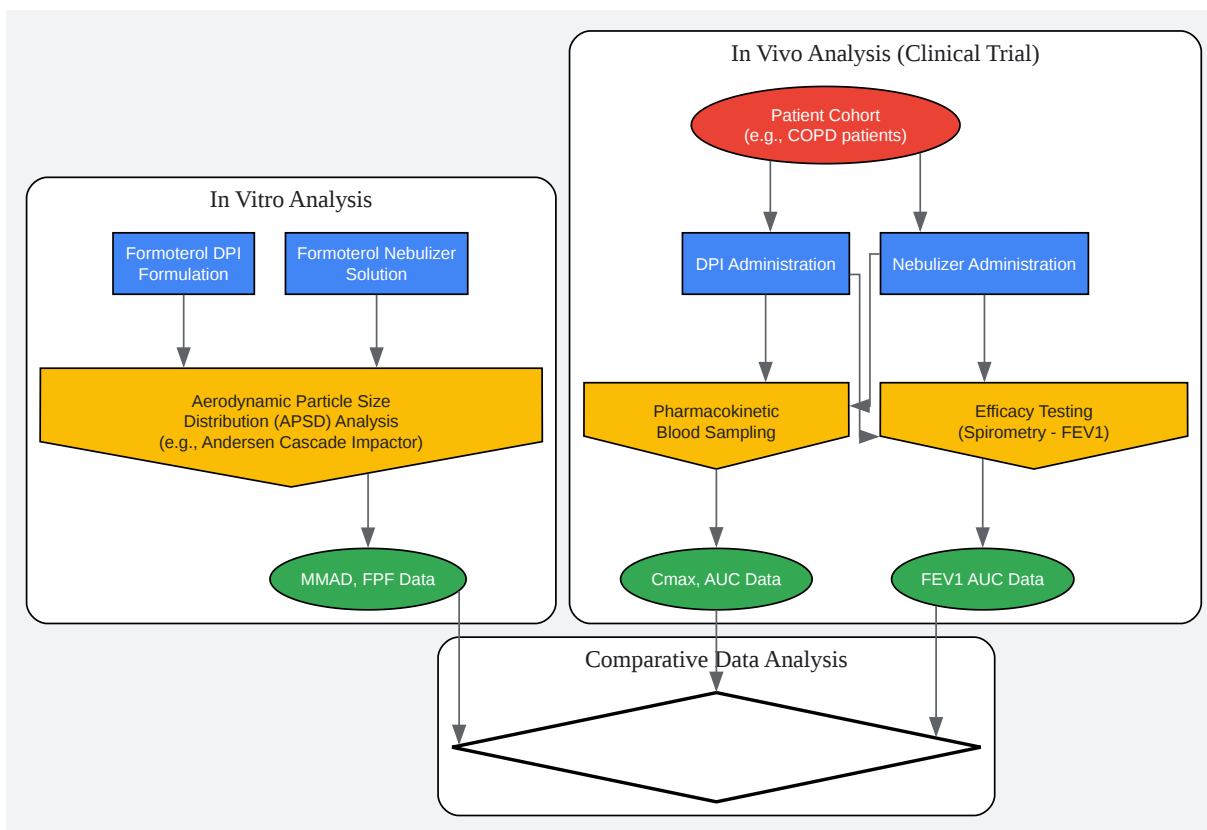 In Vivo Analysis (Clinical Trial)
Patient Cohort
(e.g., COPD patients)
In Vitro Analysis
Formoterol DPI
Formulation
Formoterol Nebulizer
Solution
DPI Administration
Nebulizer Administration
Aerodynamic Particle Size
Distribution (APSD) Analysis
(e.g., Andersen Cascade Impactor)
Pharmacokinetic
Blood Sampling
Efficacy Testing
(Spirometry - FEV1)
MMAD, FPF Data
Cmax, AUC Data
FEV1 AUC Data
Comparative Data Analysis